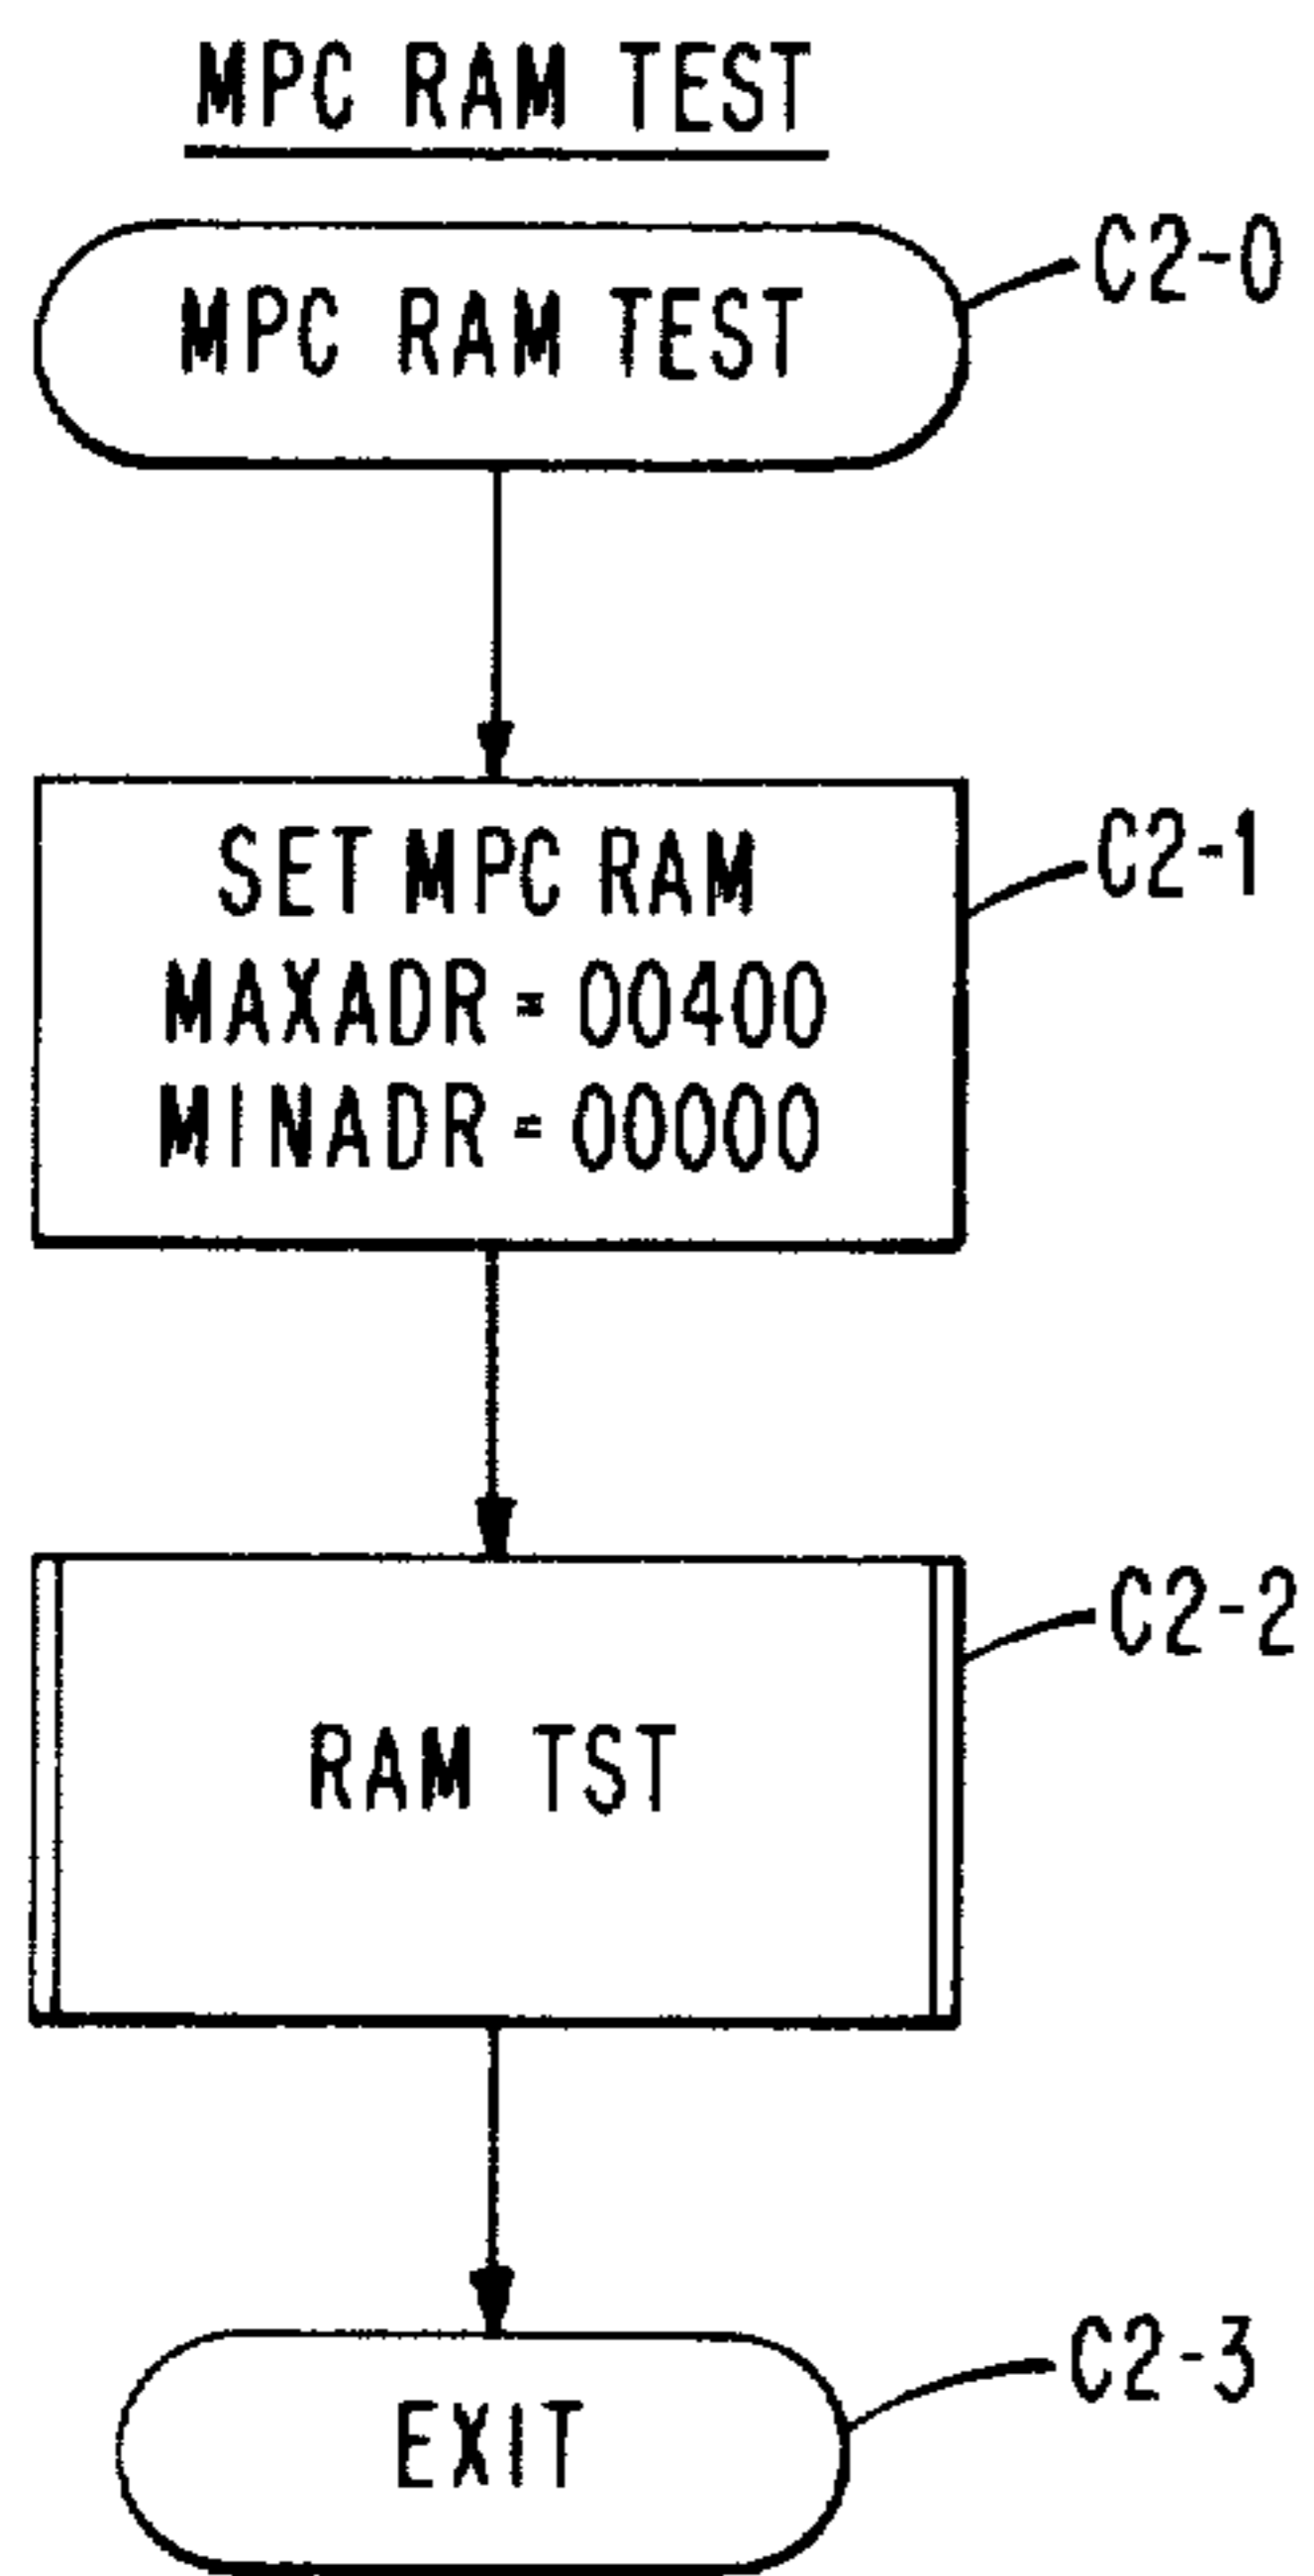 MPC RAM TEST
MPC RAM TEST
C2-0
SET MPC RAM
MAXADR = 00400
MINADR = 00000
C2-1
RAM TST
C2-2
EXIT
C2-3